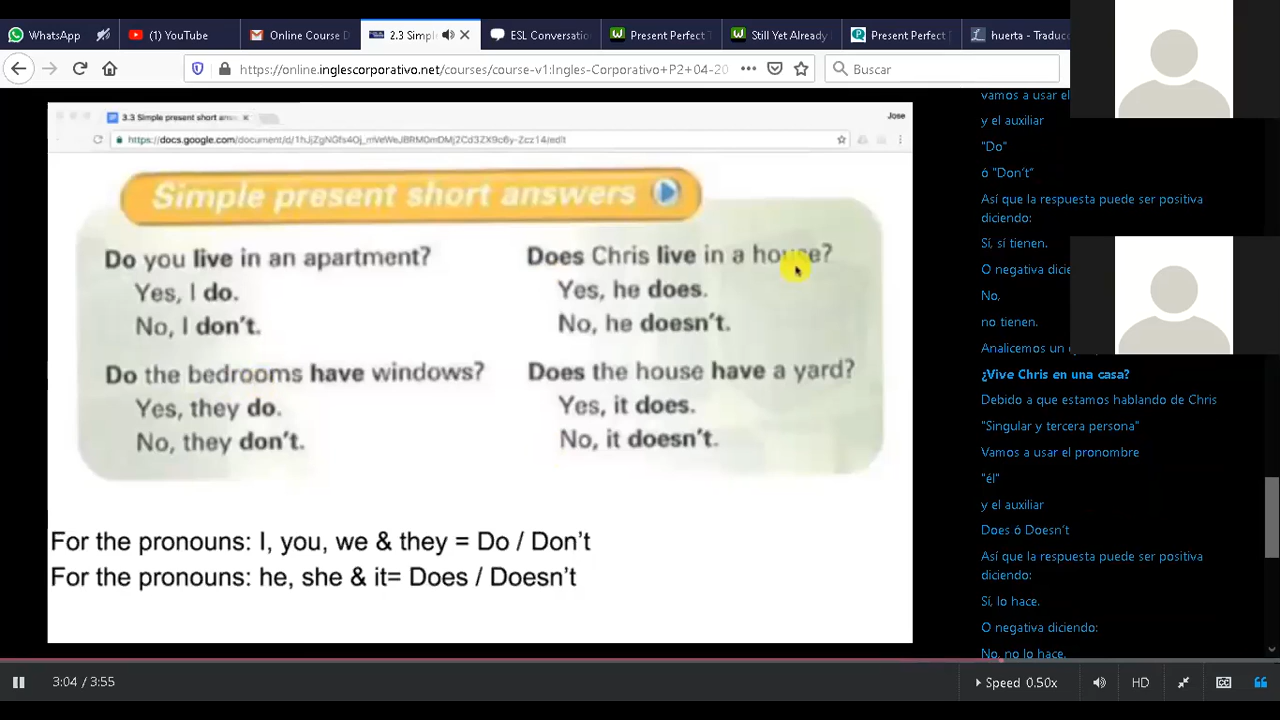 WhatsApp
(1) YouTube
Online Course D
2.3 Simpl
ESL Conversatio
Present Perfect T
Still Yet Already
Present Perfect
huerta - Traduc
https://online.inglescorporativo.net/courses/course-v1:Ingles-Corporativo+P2+04-20
Buscar
3.3 Simple present short ans
Jose
Simple present short answers
Do you live in an apartment?
Yes, I do.
No, I don't.
Does Chris live in a house?
Yes, he does.
No, he doesn't.
Do the bedrooms have windows?
Yes, they do.
No, they don't.
Does the house have a yard?
Yes, it does.
No, it doesn't.
For the pronouns: I, you, we & they = Do / Don't
For the pronouns: he, she & it= Does / Doesn't
vamos a usar el
y el auxiliar
"Do"
ó "Don't"
Así que la respuesta puede ser positiva
diciendo:
Sí, sí tienen.
O negativa dicie
No,
no tienen.
Analicemos un
¿Vive Chris en una casa?
Debido a que estamos hablando de Chris
"Singular y tercera persona"
Vamos a usar el pronombre
"él"
y el auxiliar
Does ó Doesn't
Así que la respuesta puede ser positiva
diciendo:
Sí, lo hace.
O negativa diciendo:
No, no lo hace.
3:04 / 3:55
Speed 0.50x
HD